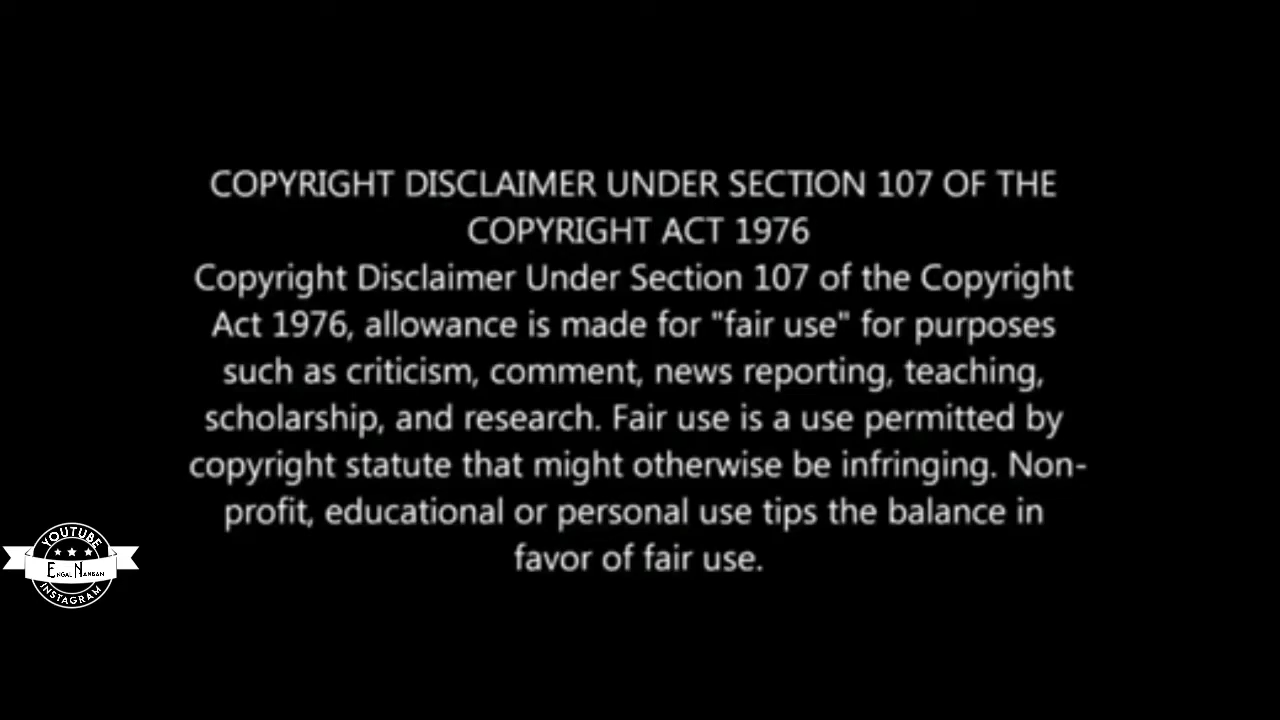 COPYRIGHT DISCLAIMER UNDER SECTION 107 OF THE
COPYRIGHT ACT 1976
Copyright Disclaimer Under Section 107 of the Copyright
Act 1976, allowance is made for "fair use" for purposes
such as criticism, comment, news reporting, teaching,
scholarship, and research. Fair use is a use permitted by
copyright statute that might otherwise be infringing. Non-
profit, educational or personal use tips the balance in
favor of fair use.
YOUTUBE
Engal Nanban
INSTAGRAM